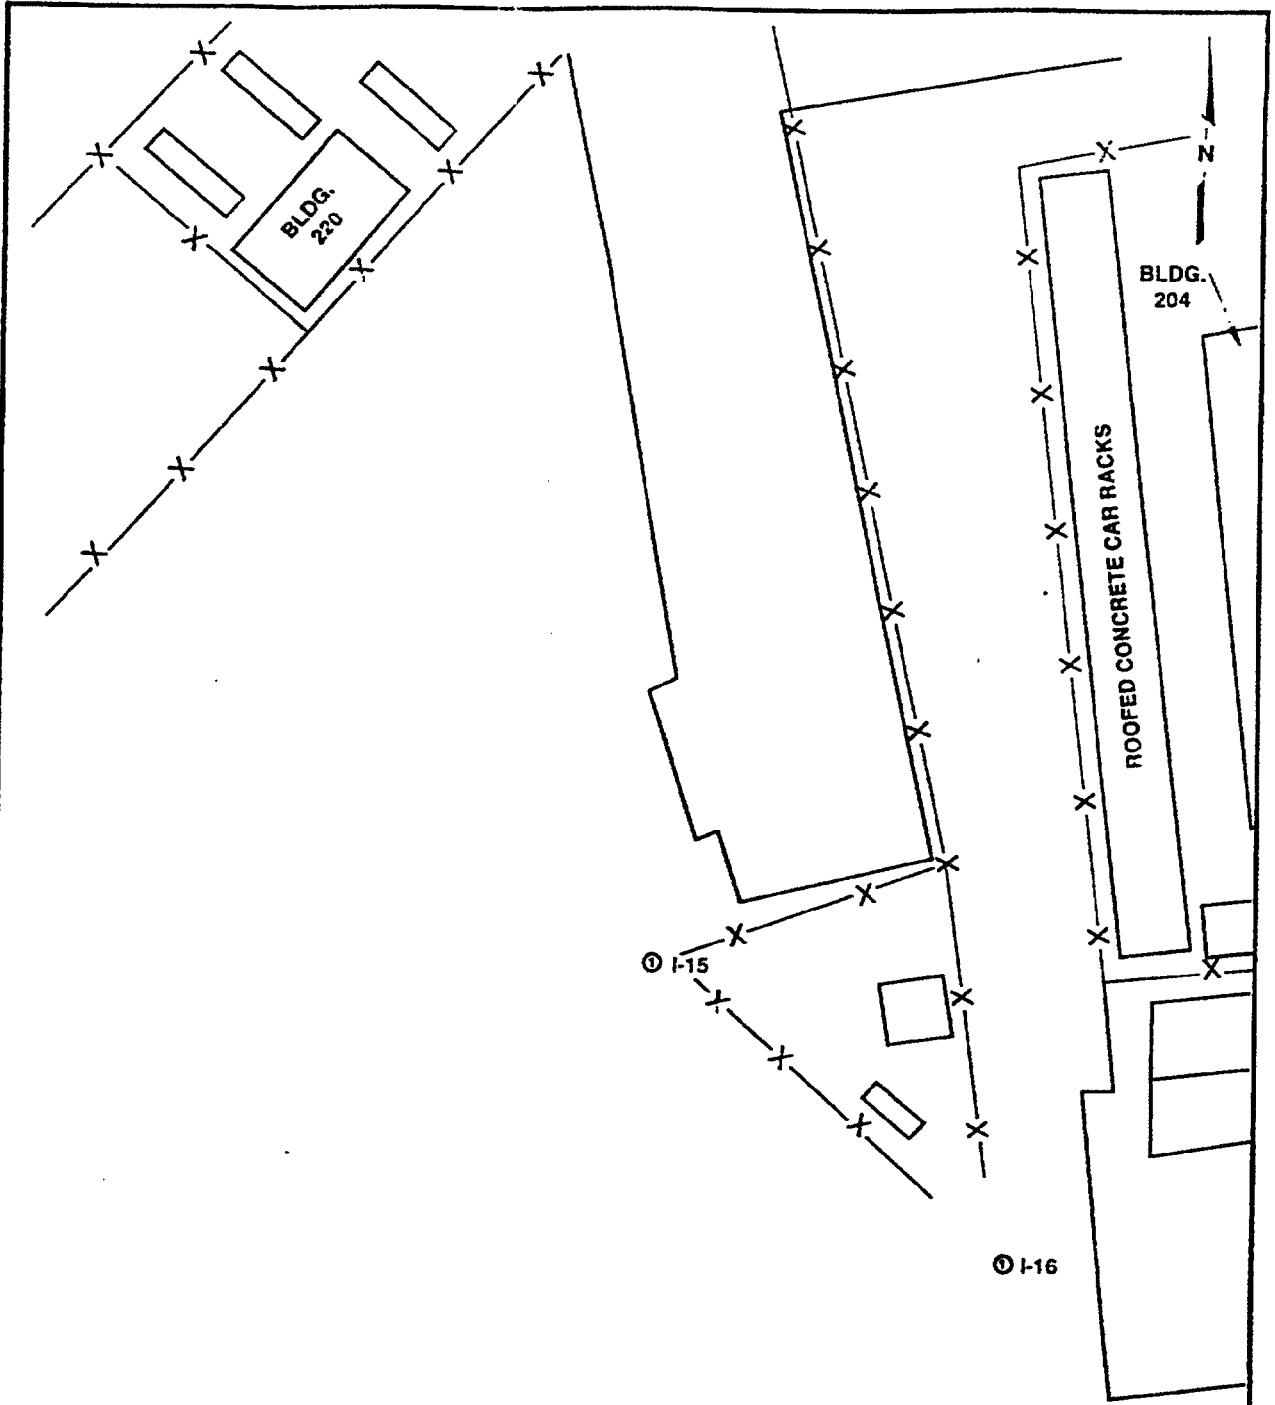 BLDG.
220
N
BLDG.
204
ROOFED CONCRETE CAR RACKS
① I-15
① I-16